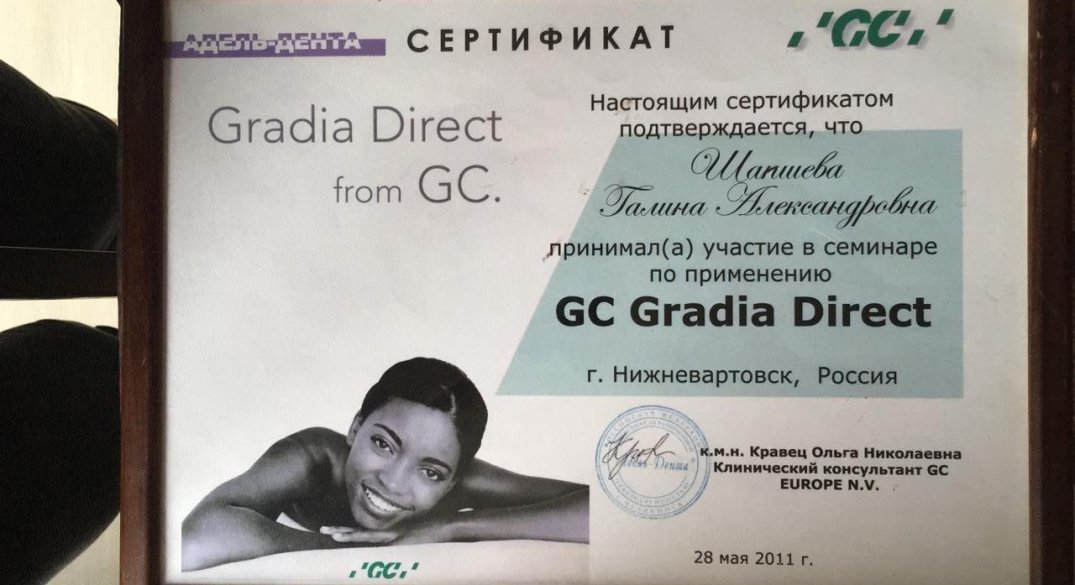 АДЕЛЬ-ДЕНТА
СЕРТИФИКАТ
GC
Gradia Direct
from GC.
Настоящим сертификатом
подтверждается, что
Шапшева
Галина Александровна
принимал(а) участие в семинаре
по применению
GC Gradia Direct
г. Нижневартовск, Россия
к.м.н. Кравец Ольга Николаевна
Клинический консультант GC
EUROPE N.V.
28 мая 2011 г.
GC